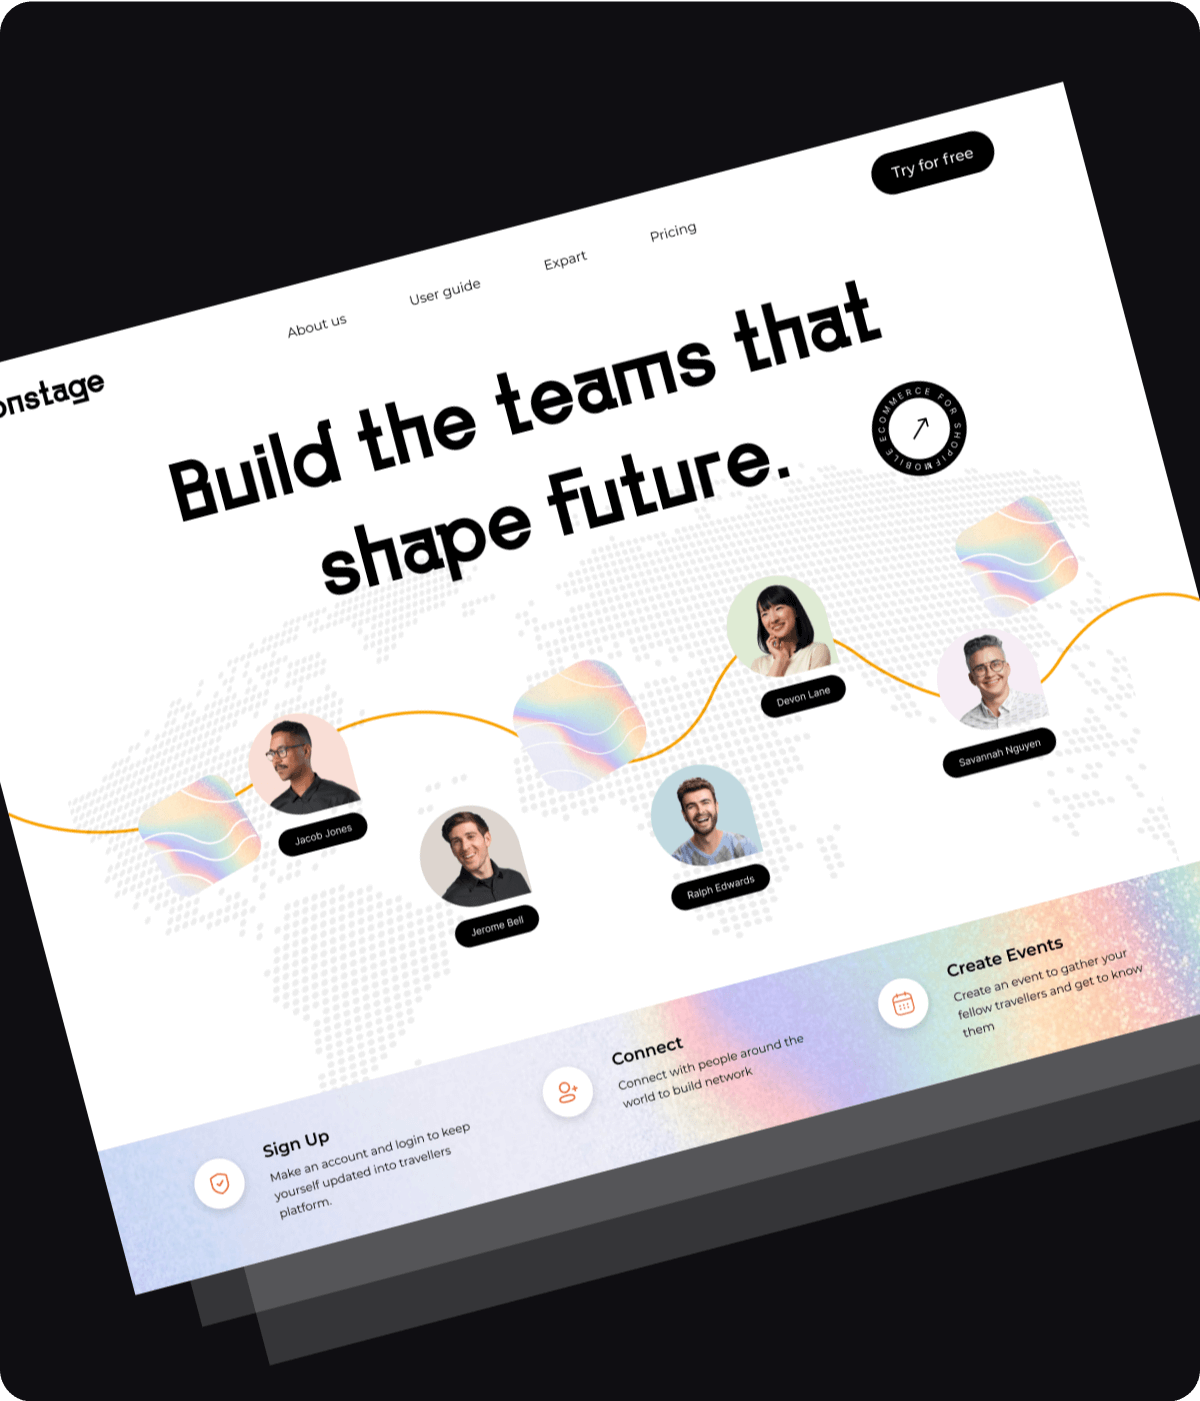 onstage
About us
User guide
Expart
Pricing
Try for free
Build the teams that
shape future.
MOBILE ECOMMERCE FOR SHOPIF
Jacob Jones
Jerome Bell
Ralph Edwards
Devon Lane
Savannah Nguyen
Sign Up
Make an account and login to keep
yourself updated into travellers
platform.
Connect
Connect with people around the
world to build network
Create Events
Create an event to gather your
fellow travellers and get to know
them